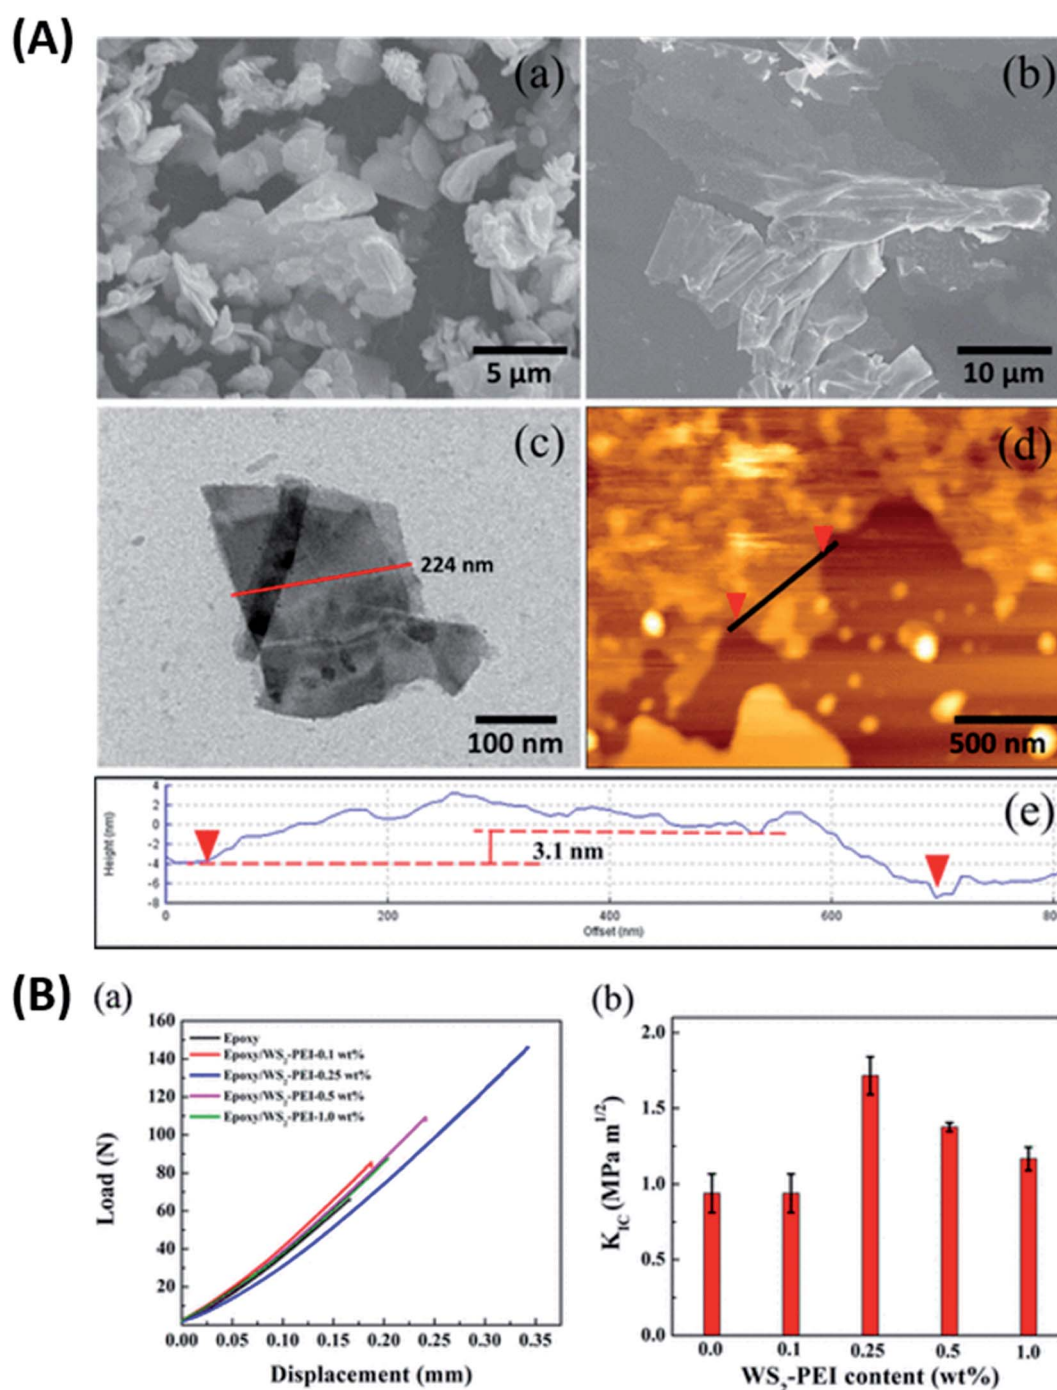 (A)
(a)
(b)
5 μm
10 μm
(c)
(d)
224 nm
100 nm
500 nm
(e)
Height (nm)
4
2
0
-2
-4
-6
-8
3.1 nm
0
200
400
600
80
Offset (nm)
(B)
(a)
(b)
160
140
120
100
80
60
40
20
Load (N)
Epoxy
Epoxy/WS₂-PEI-0.1 wt%
Epoxy/WS₂-PEI-0.25 wt%
Epoxy/WS₂-PEI-0.5 wt%
Epoxy/WS₂-PEI-1.0 wt%
0.00 0.05 0.10 0.15 0.20 0.25 0.30 0.35
Displacement (mm)
2.0
1.5
1.0
0.5
0.0
K_IC (MPa m^1/2)
0.0 0.1 0.25 0.5 1.0
WS₂-PEI content (wt%)